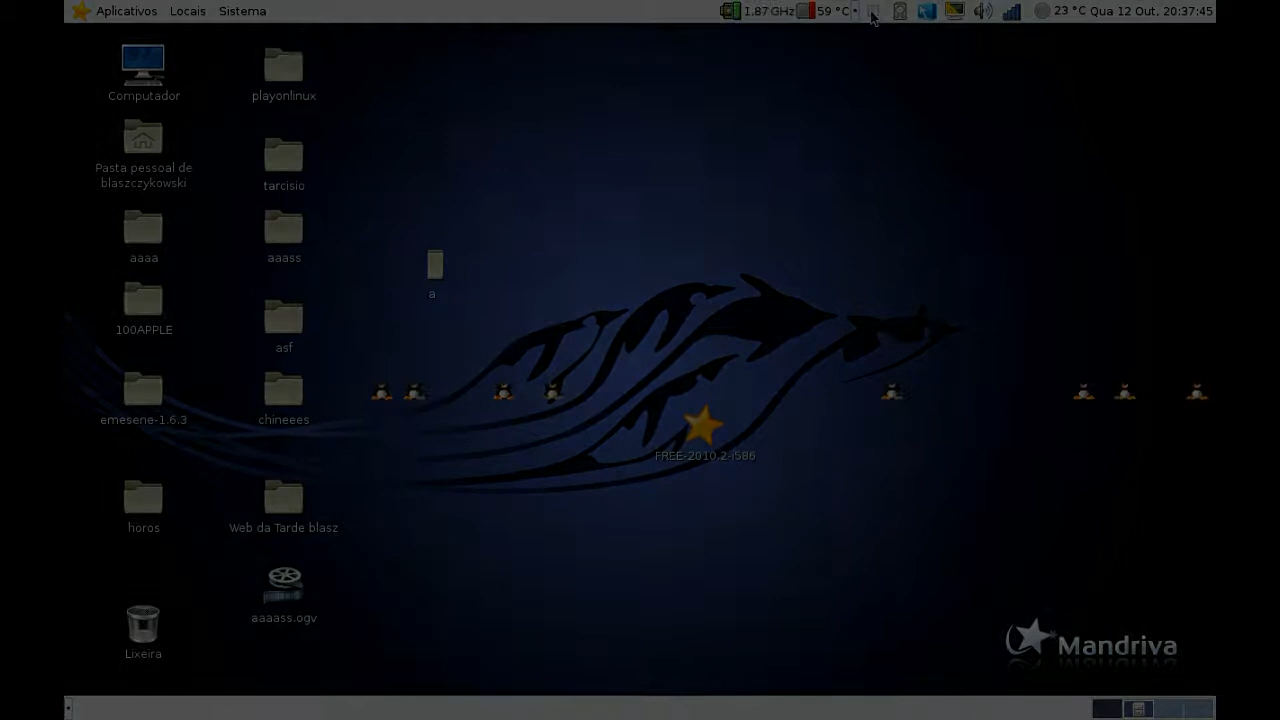 Aplicativos Locais Sistema
1.87 GHz 59 °C 23 °C Qua 12 Out, 20:37:45
Computador
playonlinux
Pasta pessoal de
blaszczykowski
tarcisio
aaaa
aaass
a
100APPLE
asf
emesene-1.6.3
chineees
FREE-2010.2-i586
horos
Web da Tarde blasz
aaaass.ogv
Lixeira
Mandriva